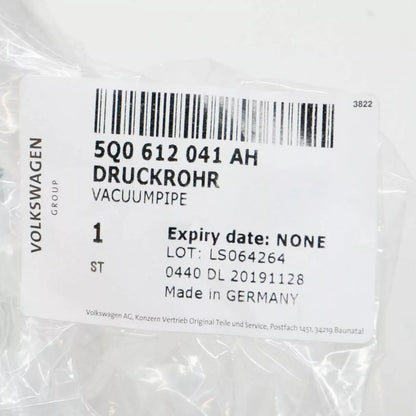 3822
VOLKSWAGEN
GROUP
5Q0 612 041 AH
DRUCKROHR
VACUUMPIPE
1
ST
Expiry date: NONE
LOT: LS064264
0440 DL 20191128
Made in GERMANY
Volkswagen AG, Konzern Vertrieb Original Teile und Service, Postfach 1451, 34219 Baunatal